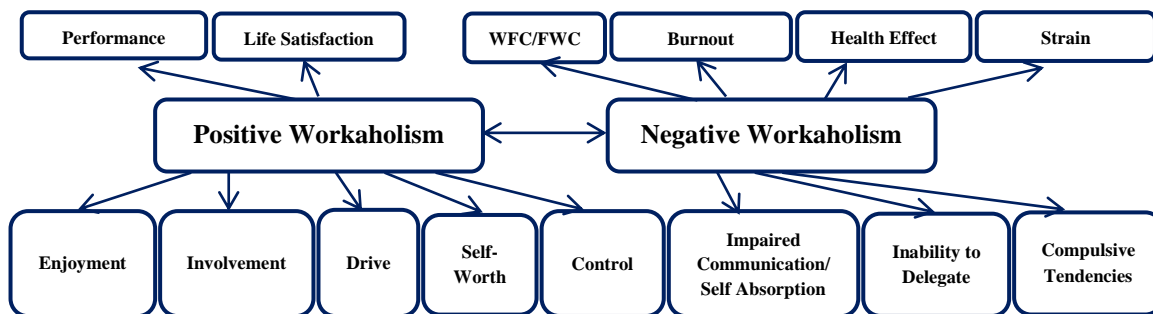 Performance
Life Satisfaction
WFC/FWC
Burnout
Health Effect
Strain
Positive Workaholism
Negative Workaholism
Enjoyment
Involvement
Drive
Self-
Worth
Control
Impaired
Communication/
Self Absorption
Inability to
Delegate
Compulsive
Tendencies